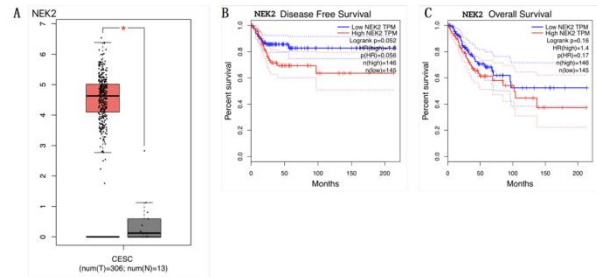 A
NEK2
*
7
6
5
4
3
2
1
0
CESC
(num(T)=306; num(N)=13)
B
NEK2 Disease Free Survival
Low NEK2 TPM
High NEK2 TPM
Logrank p=0.052
HR(high)=1.8
p(HR)=0.056
n(high)=146
n(low)=145
Percent survival
1.0
0.8
0.6
0.4
0.2
0.0
0 50 100 150 200
Months
C
NEK2 Overall Survival
Low NEK2 TPM
High NEK2 TPM
Logrank p=0.16
HR(high)=1.4
p(HR)=0.17
n(high)=146
n(low)=145
Percent survival
1.0
0.8
0.6
0.4
0.2
0.0
0 50 100 150 200
Months